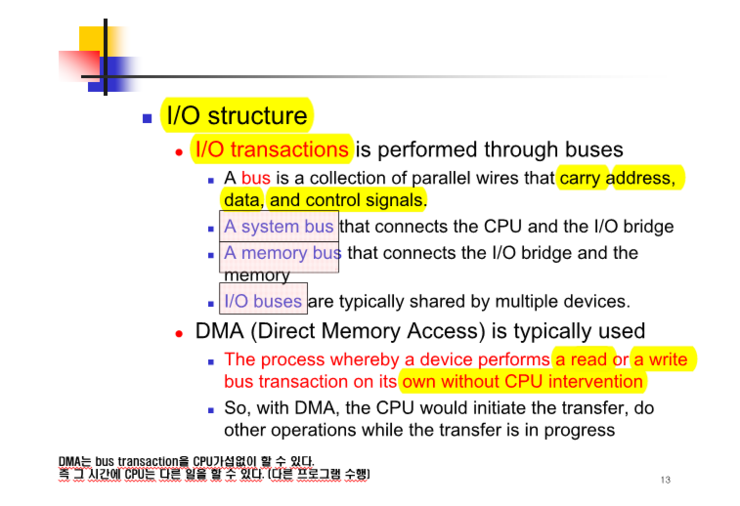 I/O structure
I/O transactions is performed through buses
A bus is a collection of parallel wires that carry address,
data, and control signals.
A system bus that connects the CPU and the I/O bridge
A memory bus that connects the I/O bridge and the
memory
I/O buses are typically shared by multiple devices.
DMA (Direct Memory Access) is typically used
The process whereby a device performs a read or a write
bus transaction on its own without CPU intervention
So, with DMA, the CPU would initiate the transfer, do
other operations while the transfer is in progress
DMA는 bus transaction을 CPU가섭없이 할 수 있다.
즉 그 시간에 CPU는 다른 일을 할 수 있다. (다른 프로그램 수행)
13